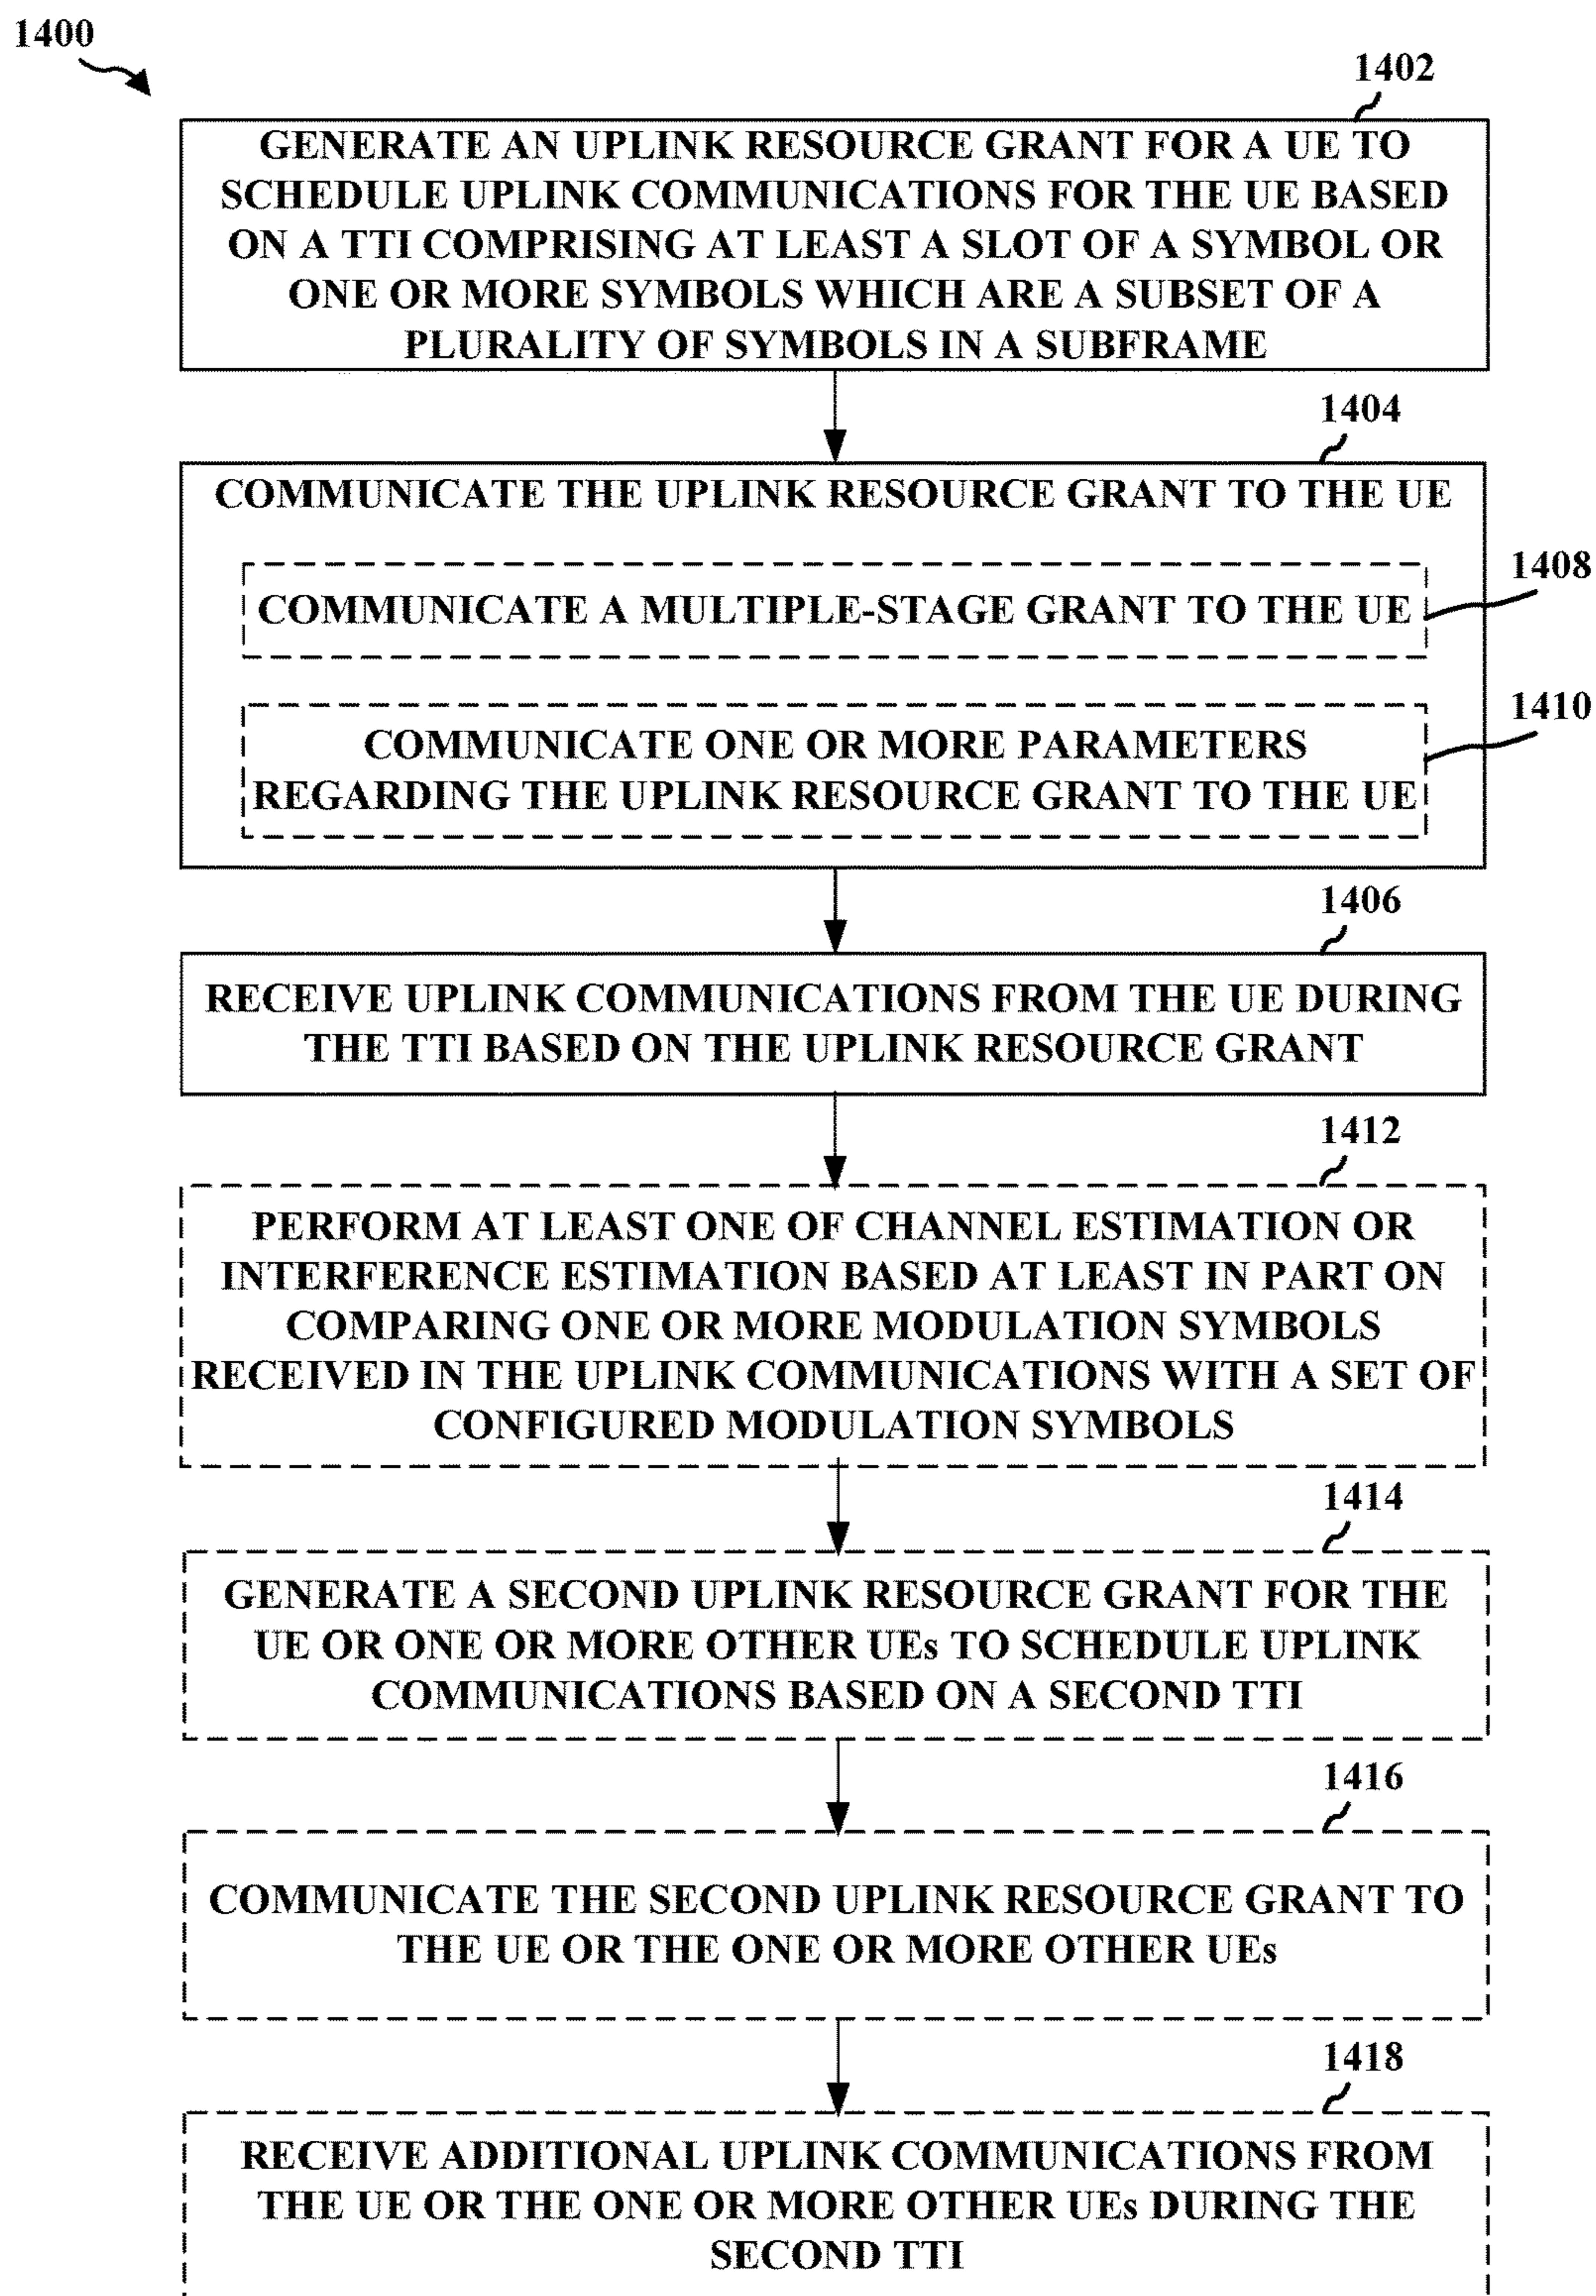 1400
1402
GENERATE AN UPLINK RESOURCE GRANT FOR A UE TO
SCHEDULE UPLINK COMMUNICATIONS FOR THE UE BASED
ON A TTI COMPRISING AT LEAST A SLOT OF A SYMBOL OR
ONE OR MORE SYMBOLS WHICH ARE A SUBSET OF A
PLURALITY OF SYMBOLS IN A SUBFRAME
1404
COMMUNICATE THE UPLINK RESOURCE GRANT TO THE UE
1408
COMMUNICATE A MULTIPLE-STAGE GRANT TO THE UE
1410
COMMUNICATE ONE OR MORE PARAMETERS
REGARDING THE UPLINK RESOURCE GRANT TO THE UE
1406
RECEIVE UPLINK COMMUNICATIONS FROM THE UE DURING
THE TTI BASED ON THE UPLINK RESOURCE GRANT
1412
PERFORM AT LEAST ONE OF CHANNEL ESTIMATION OR
INTERFERENCE ESTIMATION BASED AT LEAST IN PART ON
COMPARING ONE OR MORE MODULATION SYMBOLS
RECEIVED IN THE UPLINK COMMUNICATIONS WITH A SET OF
CONFIGURED MODULATION SYMBOLS
1414
GENERATE A SECOND UPLINK RESOURCE GRANT FOR THE
UE OR ONE OR MORE OTHER UEs TO SCHEDULE UPLINK
COMMUNICATIONS BASED ON A SECOND TTI
1416
COMMUNICATE THE SECOND UPLINK RESOURCE GRANT TO
THE UE OR THE ONE OR MORE OTHER UEs
1418
RECEIVE ADDITIONAL UPLINK COMMUNICATIONS FROM
THE UE OR THE ONE OR MORE OTHER UEs DURING THE
SECOND TTI